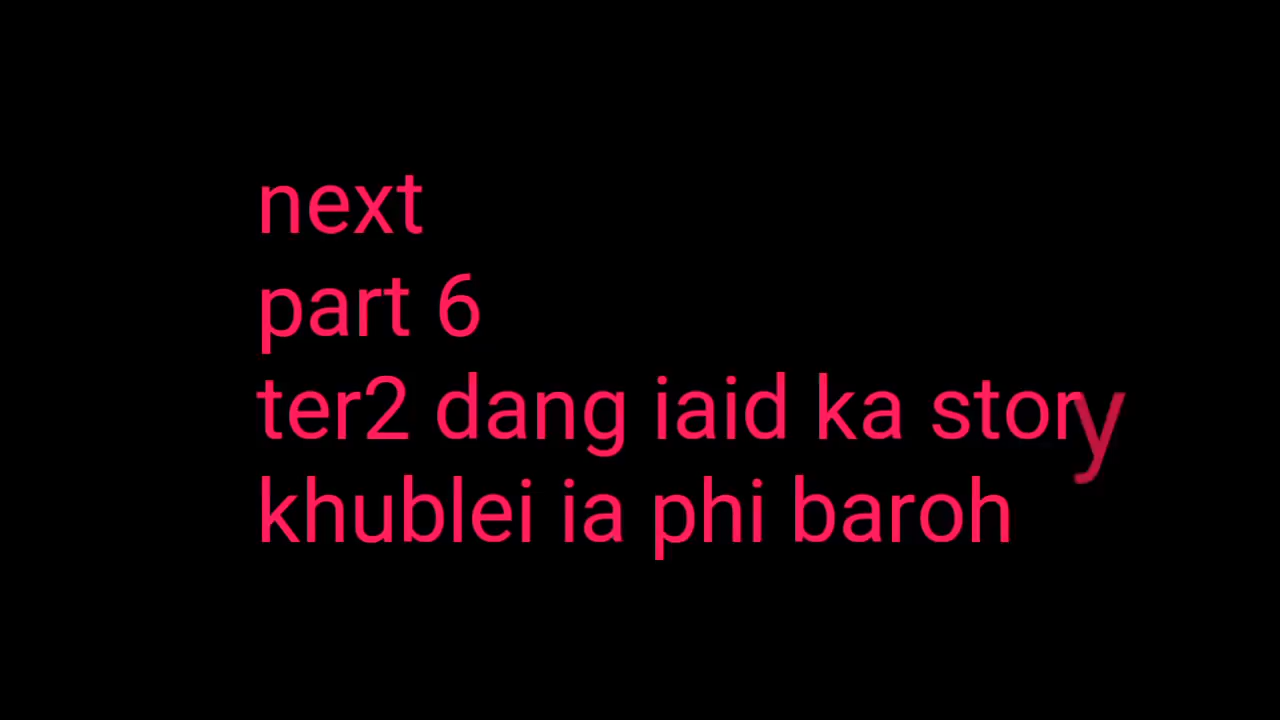 next
part 6
ter2 dang iaid ka story
khublei ia phi baroh